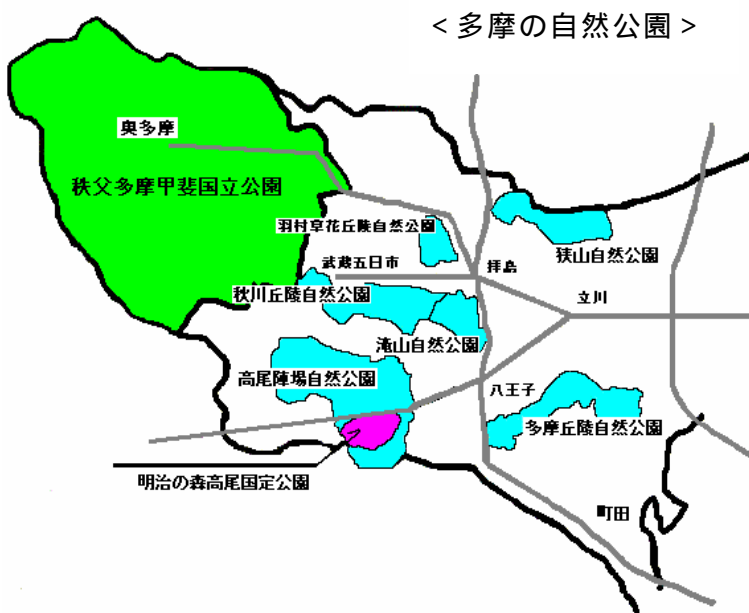 ＜多摩の自然公園＞
奥多摩
秩父多摩甲斐国立公園
羽村草花丘陵自然公園
狭山自然公園
武蔵五日市
拝島
秋川丘陵自然公園
立川
滝山自然公園
高尾陣場自然公園
八王子
多摩丘陵自然公園
明治の森高尾国定公園
町田